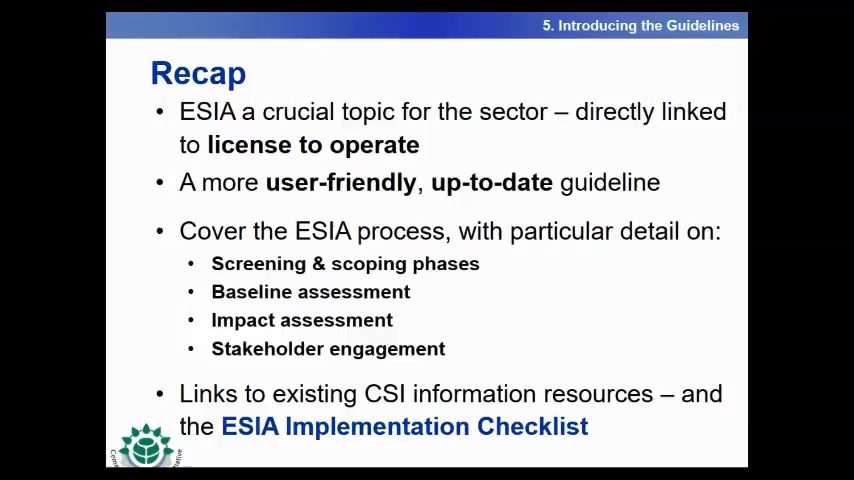 5. Introducing the Guidelines
Recap
• ESIA a crucial topic for the sector – directly linked
to license to operate
• A more user-friendly, up-to-date guideline
• Cover the ESIA process, with particular detail on:
• Screening & scoping phases
• Baseline assessment
• Impact assessment
• Stakeholder engagement
• Links to existing CSI information resources – and
the ESIA Implementation Checklist